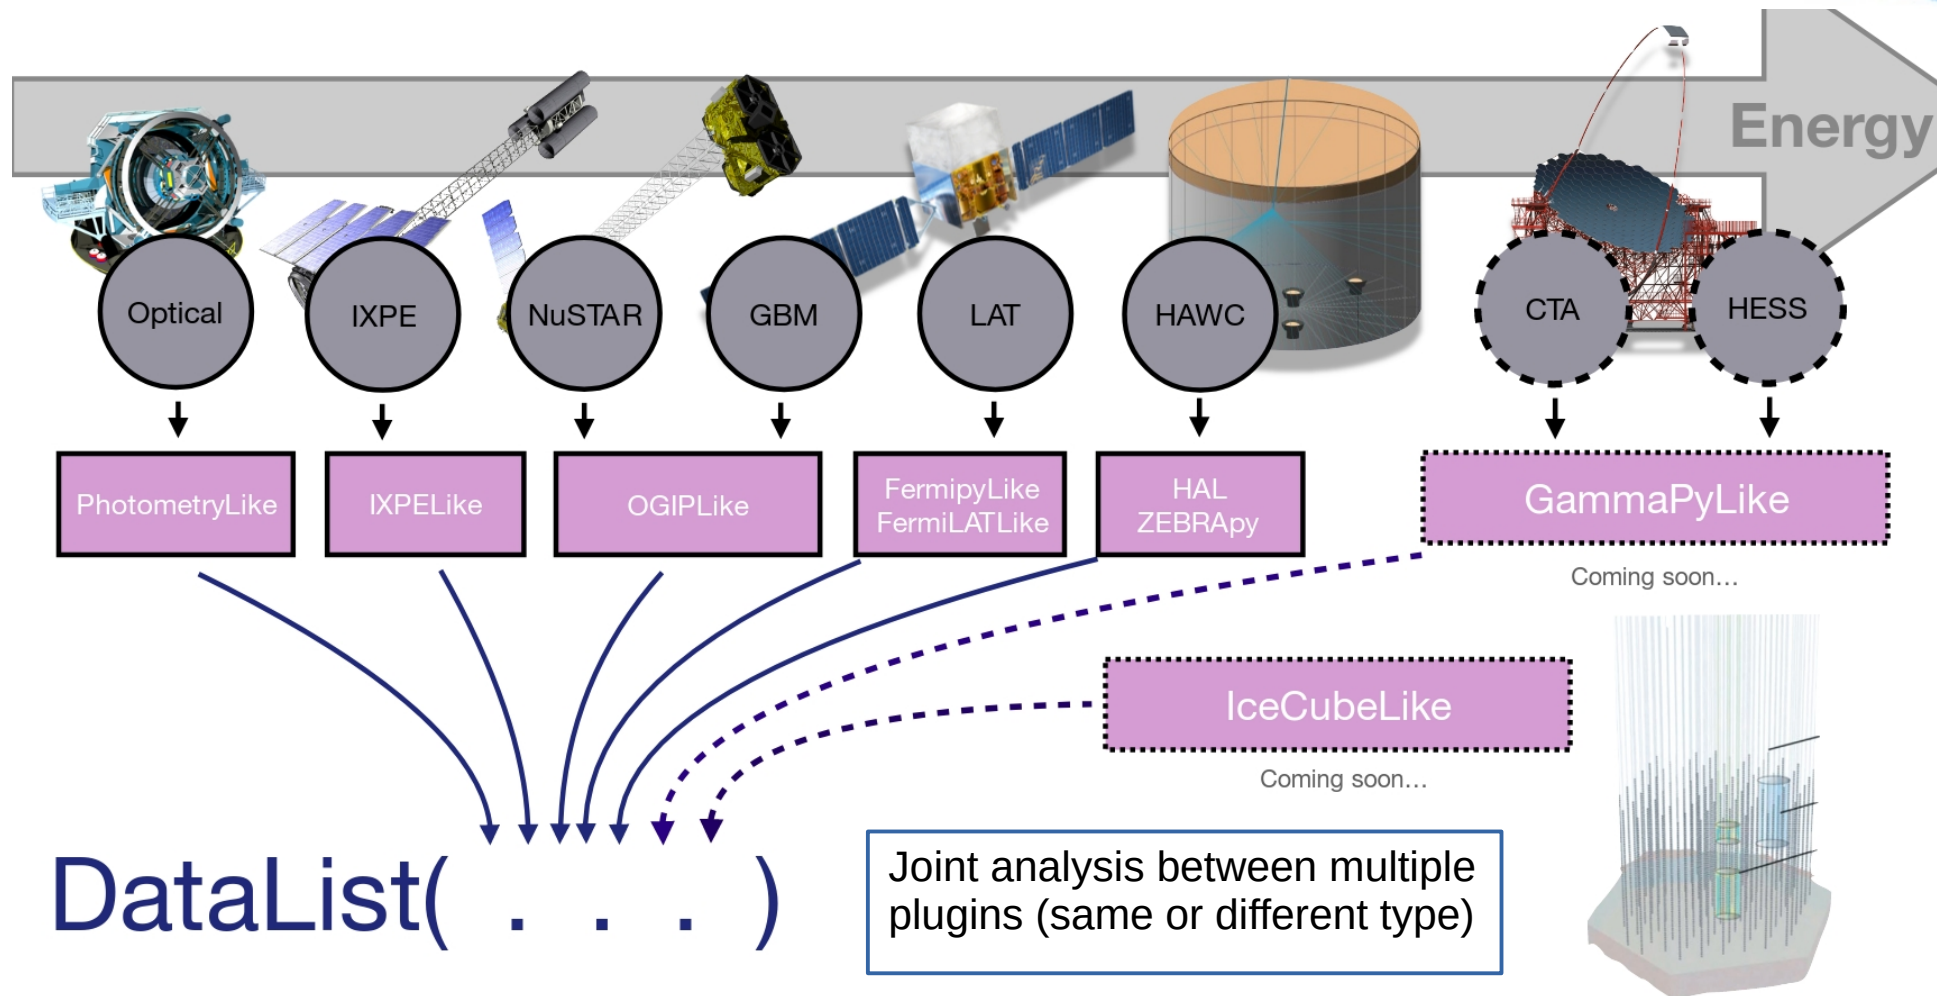 Energy
Optical
IXPE
NuSTAR
GBM
LAT
HAWC
CTA
HESS
PhotometryLike
IXPELike
OGIPLike
FermipyLike
FermiLATLike
HAL
ZEBRApy
GammaPyLike
Coming soon…
IceCubeLike
Coming soon…
DataList( . . . )
Joint analysis between multiple
plugins (same or different type)